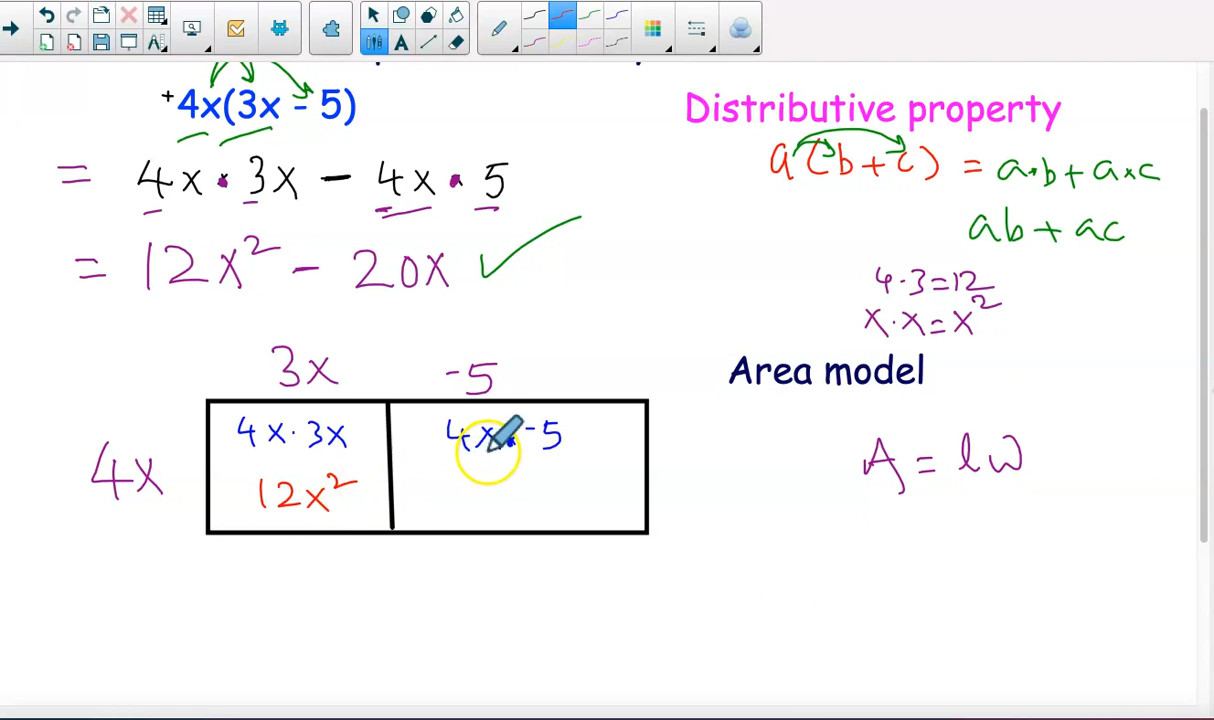 +4x(3x - 5)
= 4x · 3x - 4x · 5
= 12x² - 20x ✓
Distributive property
a(b+c) = a·b+a×c
ab + ac
4·3=12
x·x=x²
3x -5
4x·3x 4x·-5
4x
12x²
Area model
A = lw